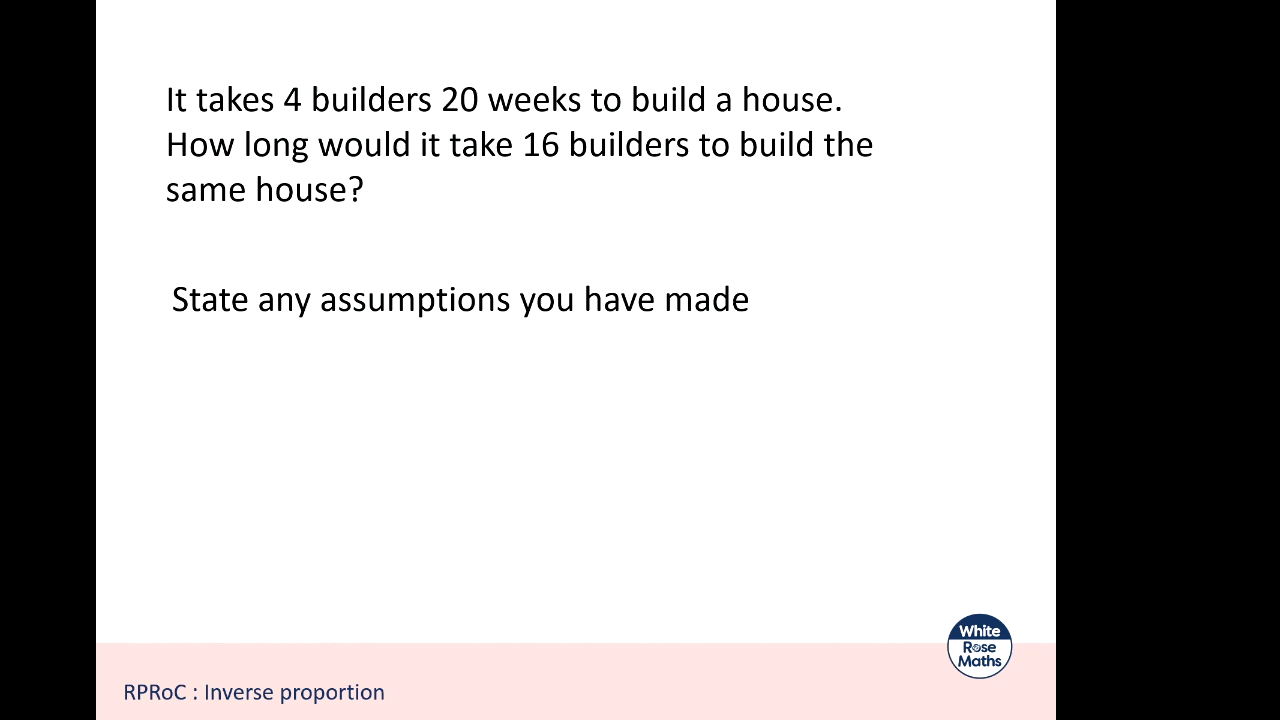 It takes 4 builders 20 weeks to build a house.
How long would it take 16 builders to build the
same house?
State any assumptions you have made
White
Rose
Maths
RPRoC : Inverse proportion